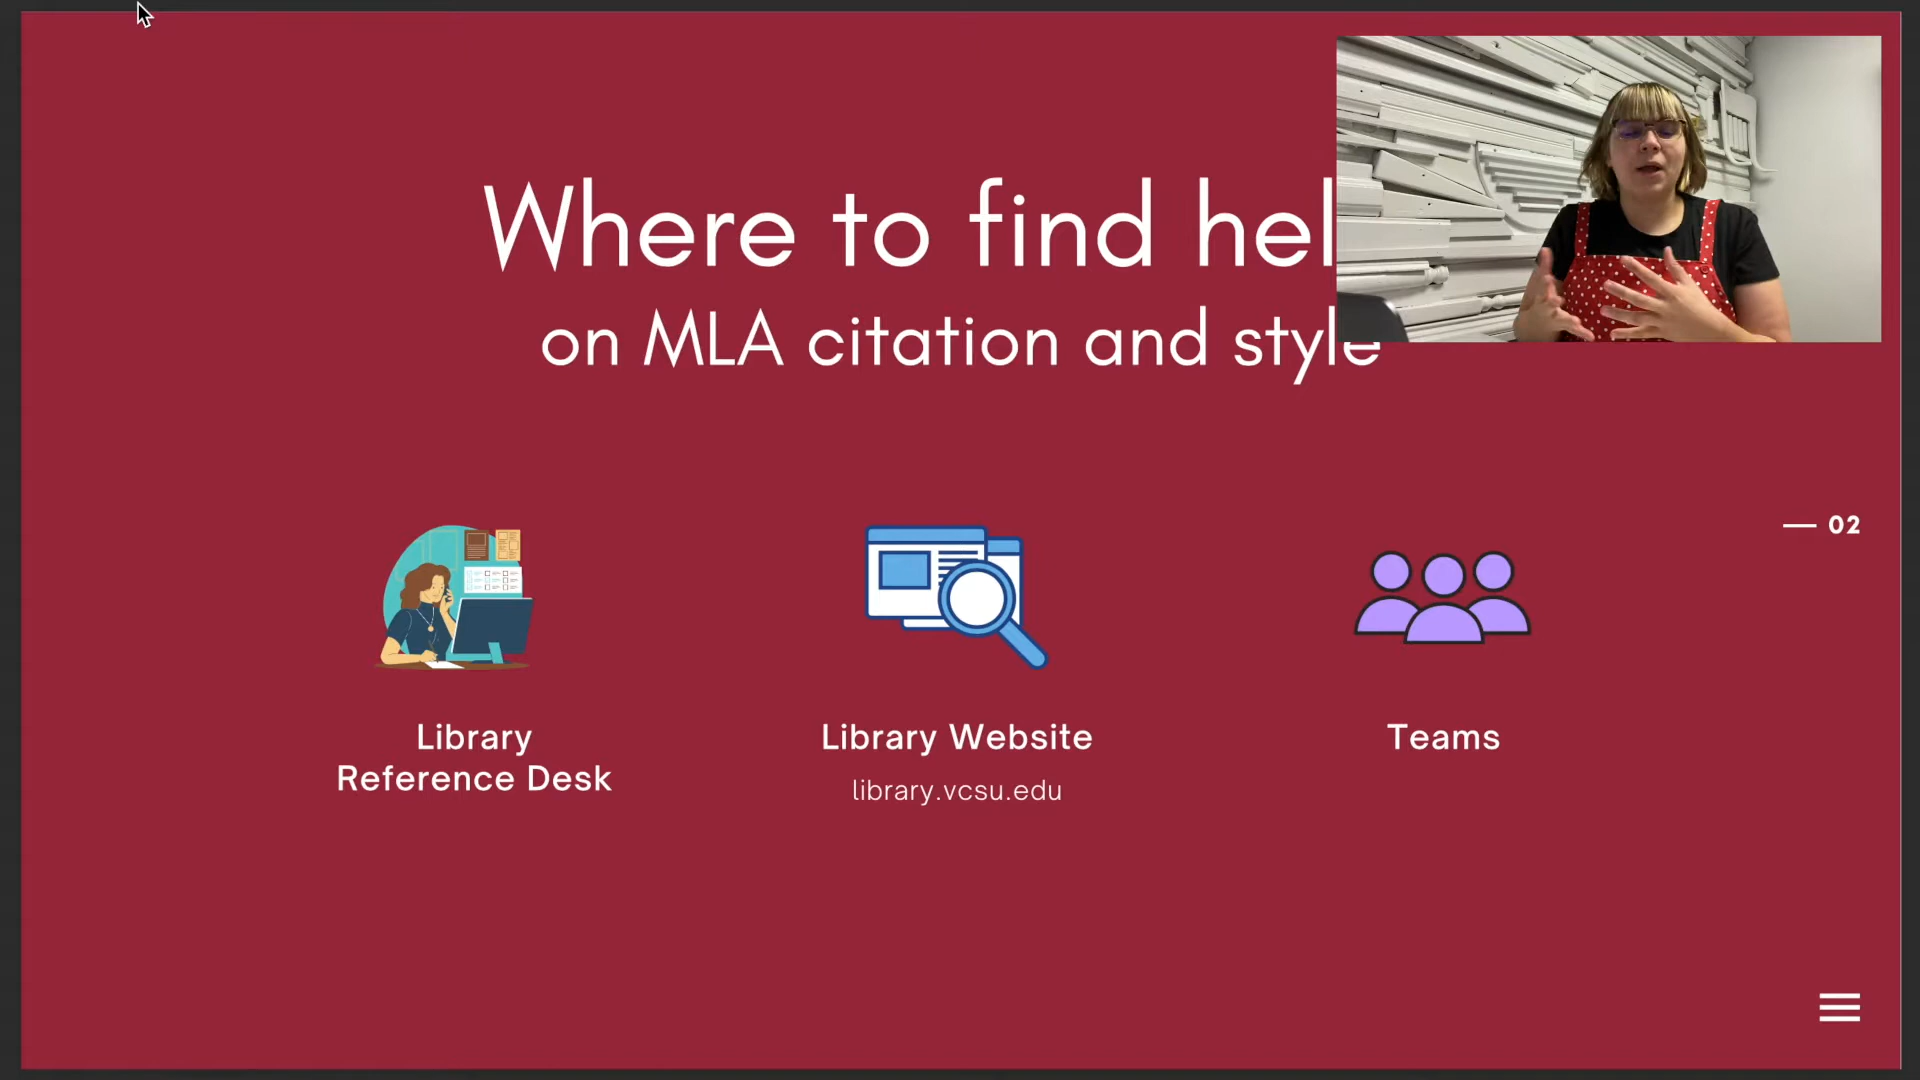 Where to find hel
on MLA citation and style
02
Library
Reference Desk
Library Website
library.vcsu.edu
Teams